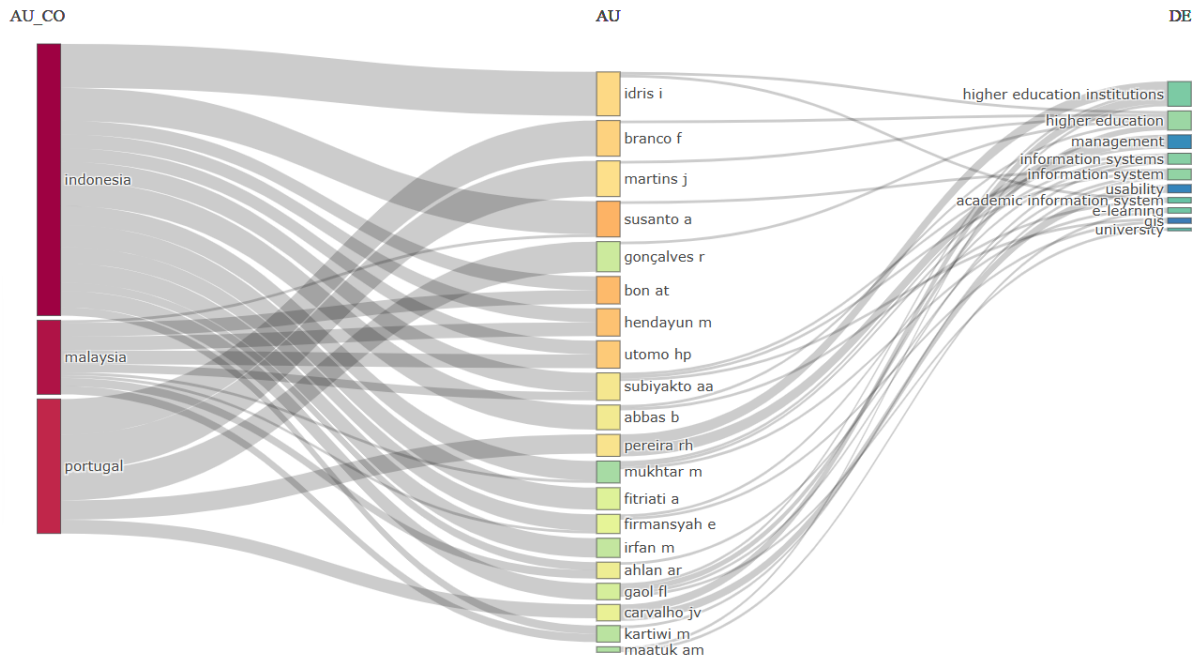 AU_CO
AU
DE
indonesia
malaysia
portugal
idris i
branco f
martins j
susanto a
gonçalves r
bon at
hendayun m
utomo hp
subiyakto aa
abbas b
pereira rh
mukhtar m
fitriati a
firmansyah e
irfan m
ahlan ar
gaol fl
carvalho jv
kartiwi m
maatuk am
higher education institutions
higher education
management
information systems
information system
usability
academic information system
e-learning
gis
university